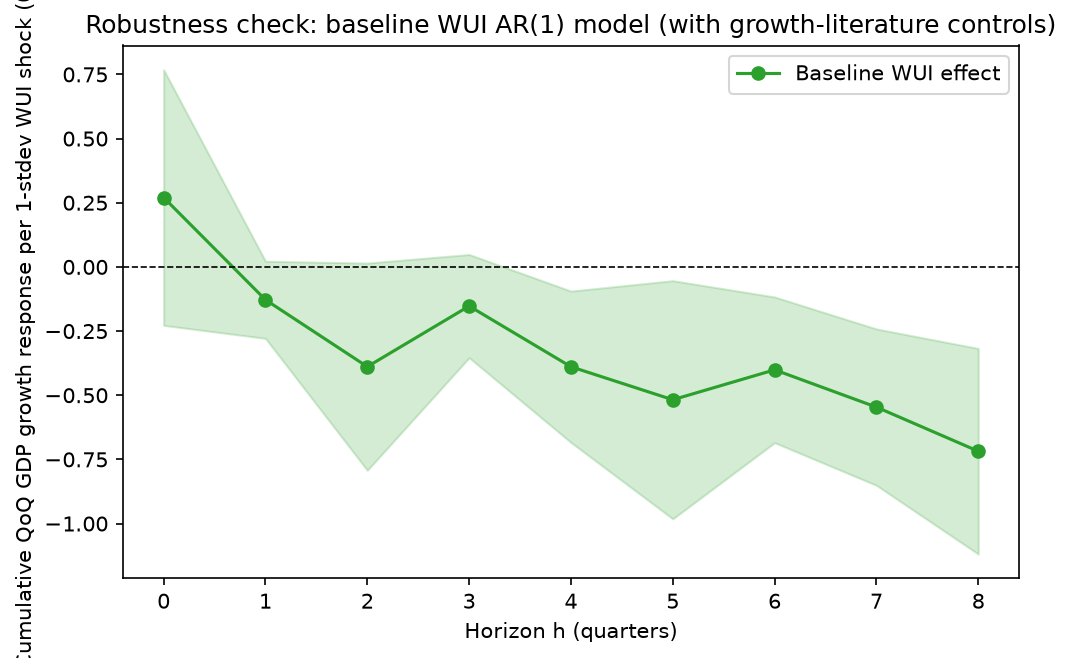 Robustness check: baseline WUI AR(1) model (with growth-literature controls)
Baseline WUI effect
0.75
0.50
0.25
0.00
−0.25
−0.50
−0.75
−1.00
QoQ GDP growth response per 1-stdev WUI shock
0 1 2 3 4 5 6 7 8
Horizon h (quarters)